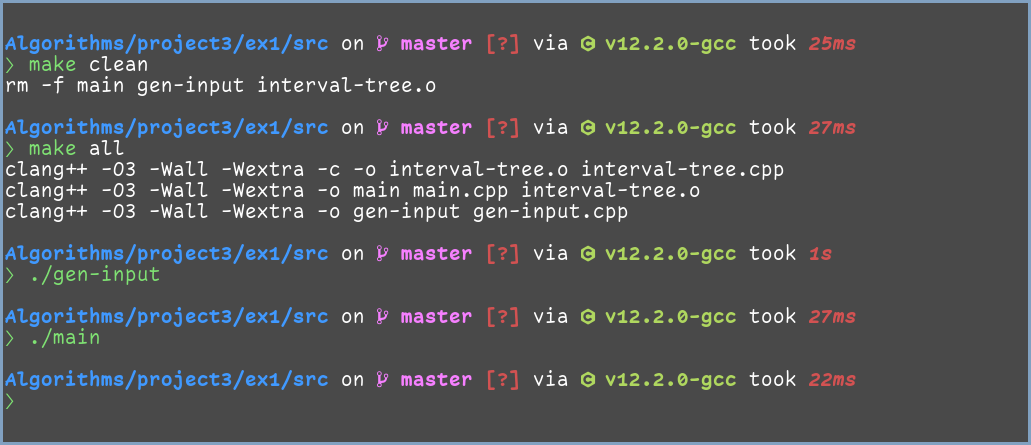 Algorithms/project3/ex1/src on master [?] via C v12.2.0-gcc took 25ms
❯ make clean
rm -f main gen-input interval-tree.o
Algorithms/project3/ex1/src on master [?] via C v12.2.0-gcc took 27ms
❯ make all
clang++ -O3 -Wall -Wextra -c -o interval-tree.o interval-tree.cpp
clang++ -O3 -Wall -Wextra -o main main.cpp interval-tree.o
clang++ -O3 -Wall -Wextra -o gen-input gen-input.cpp
Algorithms/project3/ex1/src on master [?] via C v12.2.0-gcc took 1s
❯ ./gen-input
Algorithms/project3/ex1/src on master [?] via C v12.2.0-gcc took 27ms
❯ ./main
Algorithms/project3/ex1/src on master [?] via C v12.2.0-gcc took 22ms
❯